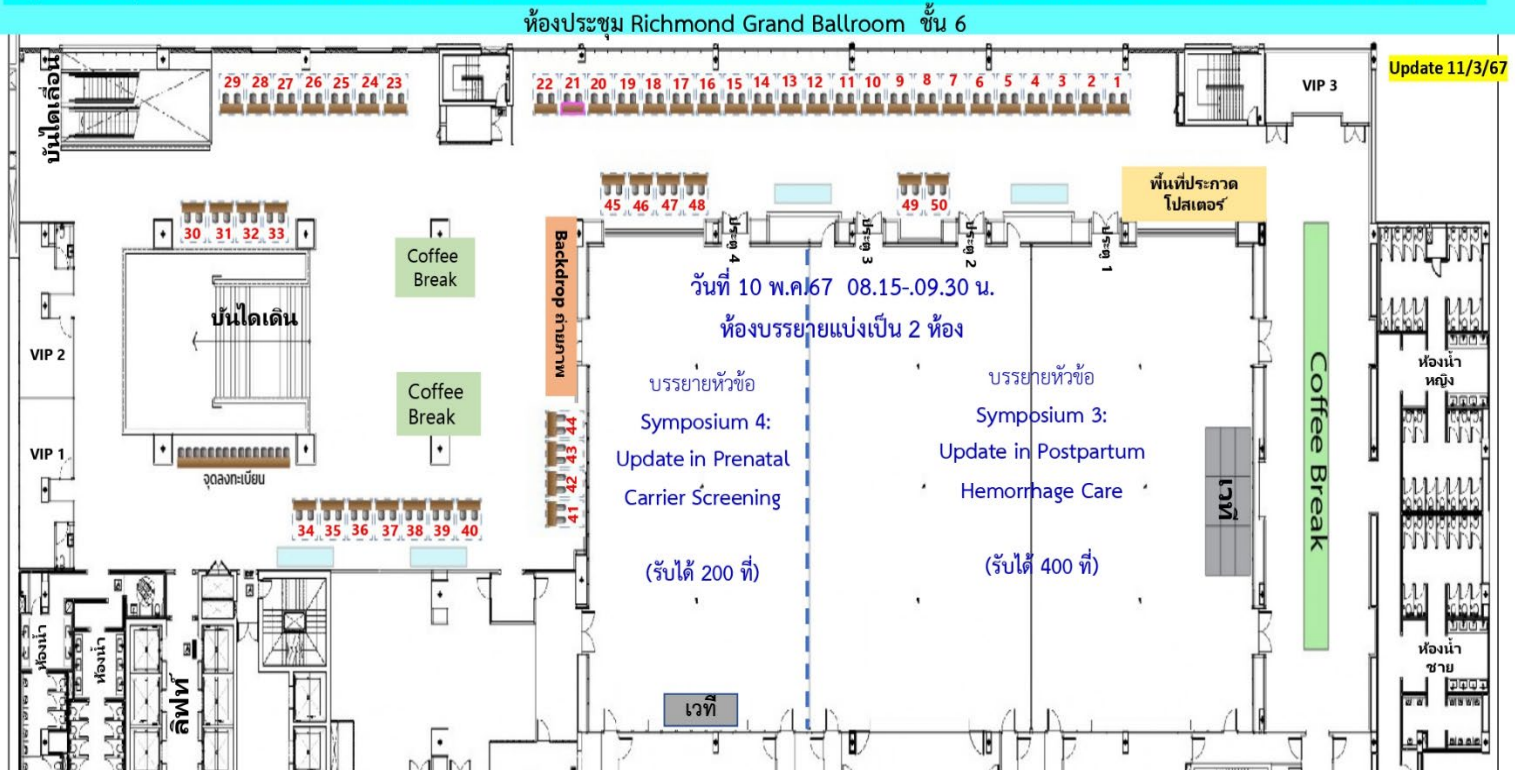 ห้องประชุม Richmond Grand Ballroom ชั้น 6
Update 11/3/67
บันไดเลื่อน
29 28 27 26 25 24 23
22 21 20 19 18 17 16 15 14 13 12 11 10 9 8 7 6 5 4 3 2 1
VIP 3
45 46 47 48
49 50
พื้นที่ประกวด
โปสเตอร์
30 31 32 33
ประตู 4
ประตู 3
ประตู 2
ประตู 1
Coffee
Break
Backdrop ถ่ายภาพ
วันที่ 10 พ.ค.67 08.15-.09.30 น.
ห้องบรรยายแบ่งเป็น 2 ห้อง
บันไดเดิน
VIP 2
Coffee
Break
บรรยายหัวข้อ
Symposium 4:
Update in Prenatal
Carrier Screening
(รับได้ 200 ที่)
บรรยายหัวข้อ
Symposium 3:
Update in Postpartum
Hemorrhage Care
(รับได้ 400 ที่)
เวที
Coffee Break
ห้องน้ำ
หญิง
VIP 1
จุดลงทะเบียน
44
43
42
41
34 35 36 37 38 39 40
ห้องน้ำ
ห้องน้ำ
ลิฟท์
เวที
ห้องน้ำ
ชาย